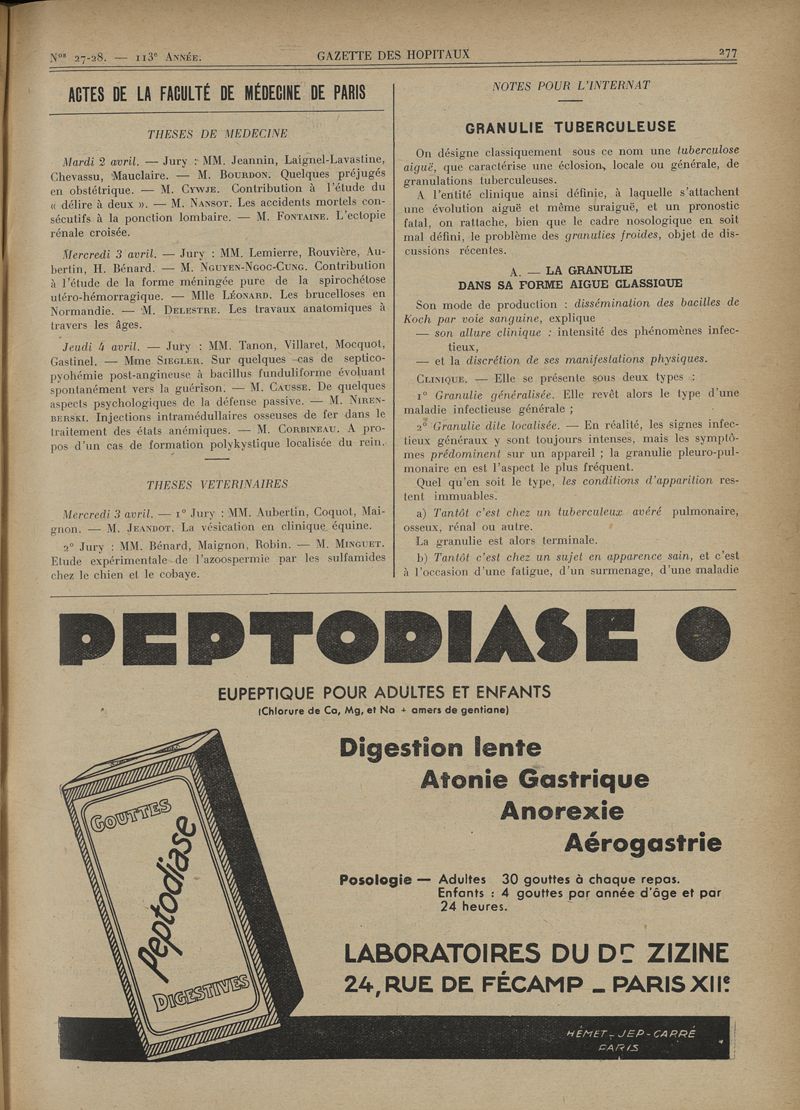 Nos 27-28. — 113e ANNÉE.
GAZETTE DES HOPITAUX
277
ACTES DE LA FACULTÉ DE MÉDECINE DE PARIS
THESES DE MEDECINE
Mardi 2 avril. — Jury : MM. Jeannin, Laignel-Lavastine,
Chevassu, Mauclaire. — M. BOURDON. Quelques préjugés
en obstétrique. — M. CYWJE. Contribution à l'étude du
« délire à deux ». — M. NANSOT. Les accidents mortels con-
sécutifs à la ponction lombaire. — M. FONTAINE. L'ectopie
rénale croisée.
Mercredi 3 avril. — Jury : MM. Lemierre, Rouvière, Au-
bertin, H. Bénard. — M. NGUYEN-NGOC-CUNG. Contribution
à l'étude de la forme méningée pure de la spirochétose
utéro-hémorragique. — Mlle LÉONARD. Les brucelloses en
Normandie. — M. DELESTRE. Les travaux anatomiques à
travers les âges.
Jeudi 4 avril. — Jury : MM. Tanon, Villaret, Mocquot,
Gastinel. — Mme SIEGLER. Sur quelques cas de septico-
pyohémie post-angineuse à bacillus funduliforme évoluant
spontanément vers la guérison. — M. CAUSSE. De quelques
aspects psychologiques de la défense passive. — M. NIREN-
BERSKI. Injections intramédullaires osseuses de fer dans le
traitement des états anémiques. — M. CORBINEAU. A pro-
pos d'un cas de formation polykystique localisée du rein.
THESES VETERINAIRES
Mercredi 3 avril. — 1° Jury : MM. Aubertin, Coquot, Mai-
gnon. — M. JEANDOT. La vésication en clinique équine.
2° Jury : MM. Bénard, Maignon, Robin. — M. MINGUET.
Etude expérimentale de l'azoospermie par les sulfamides
chez le chien et le cobaye.
NOTES POUR L'INTERNAT
GRANULIE TUBERCULEUSE
On désigne classiquement sous ce nom une tuberculose
aiguë, que caractérise une éclosion, locale ou générale, de
granulations tuberculeuses.
A l'entité clinique ainsi définie, à laquelle s'attachent
une évolution aiguë et même suraiguë, et un pronostic
fatal, on rattache, bien que le cadre nosologique en soit
mal défini, le problème des granulies froides, objet de dis-
cussions récentes.
A. — LA GRANULIE
DANS SA FORME AIGUE CLASSIQUE
Son mode de production : dissémination des bacilles de
Koch par voie sanguine, explique
— son allure clinique : intensité des phénomènes infec-
tieux,
— et la discrétion de ses manifestations physiques.
CLINIQUE. — Elle se présente sous deux types :
1° Granulie généralisée. Elle revêt alors le type d'une
maladie infectieuse générale ;
2° Granulie dite localisée. — En réalité, les signes infec-
tieux généraux y sont toujours intenses, mais les symptô-
mes prédominent sur un appareil ; la granulie pleuro-pul-
monaire en est l'aspect le plus fréquent.
Quel qu'en soit le type, les conditions d'apparition res-
tent immuables.
a) Tantôt c'est chez un tuberculeux avéré pulmonaire,
osseux, rénal ou autre.
La granulie est alors terminale.
b) Tantôt c'est chez un sujet en apparence sain, et c'est
à l'occasion d'une fatigue, d'un surmenage, d'une maladie
PEPTODIASE
EUPEPTIQUE POUR ADULTES ET ENFANTS
(Chlorure de Ca, Mg, et Na + amers de gentiane)
Digestion lente
Atonie Gastrique
Anorexie
Aérogastrie
GOUTTES
Peptodiase
DIGESTIVES
Posologie — Adultes 30 gouttes à chaque repas.
Enfants : 4 gouttes par année d'âge et par
24 heures.
LABORATOIRES DU DR ZIZINE
24, RUE DE FÉCAMP — PARIS XIIe
HÉMET-JEP-CARRÉ
PARIS